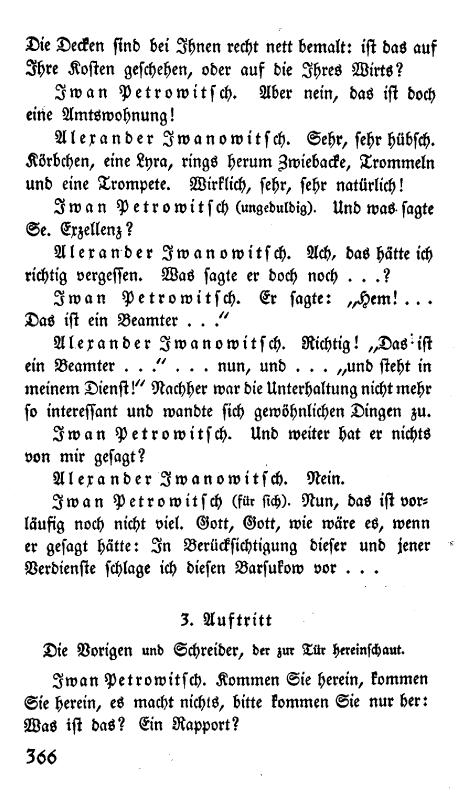 Die Decken sind bei Ihnen recht nett bemalt: ist das auf
Ihre Kosten geschehen, oder auf die Ihres Wirts?
Iwan Petrowitsch. Aber nein, das ist doch
eine Amtswohnung!
Alexander Iwanowitsch. Sehr, sehr hübsch.
Körbchen, eine Lyra, rings herum Zwiebacke, Trommeln
und eine Trompete. Wirklich, sehr, sehr natürlich!
Iwan Petrowitsch (ungeduldig). Und was sagte
Se. Exzellenz?
Alexander Iwanowitsch. Ach, das hätte ich
richtig vergessen. Was sagte er doch noch . . .?
Iwan Petrowitsch. Er sagte: „Hem! . . .
Das ist ein Beamter . . .“
Alexander Iwanowitsch. Richtig! „Das ist
ein Beamter . . .“ . . . nun, und . . . „und steht in
meinem Dienst!“ Nachher war die Unterhaltung nicht mehr
so interessant und wandte sich gewöhnlichen Dingen zu.
Iwan Petrowitsch. Und weiter hat er nichts
von mir gesagt?
Alexander Iwanowitsch. Nein.
Iwan Petrowitsch (für sich). Nun, das ist vor-
läufig noch nicht viel. Gott, Gott, wie wäre es, wenn
er gesagt hätte: In Berücksichtigung dieser und jener
Verdienste schlage ich diesen Barsukow vor . . .
3. Auftritt
Die Vorigen und Schreider, der zur Tür hereinschaut.
Iwan Petrowitsch. Kommen Sie herein, kommen
Sie herein, es macht nichts, bitte kommen Sie nur her:
Was ist das? Ein Rapport?
366